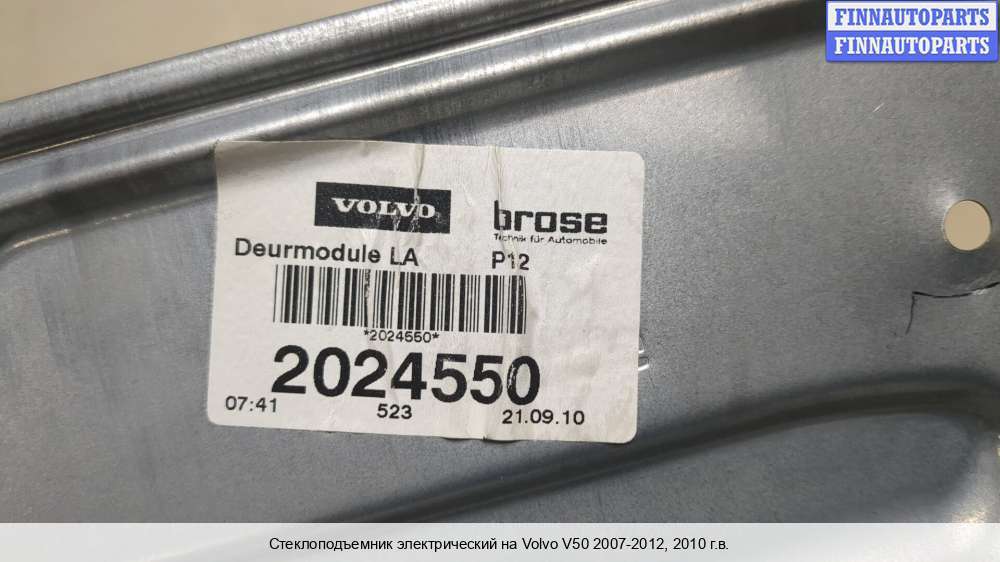 FINNAUTOPARTS
FINNAUTOPARTS
VOLVO
brose
Technik für Automobile
Deurmodule LA P12
*2024550*
2024550
07:41 523 21.09.10
Стеклоподъемник электрический на Volvo V50 2007-2012, 2010 г.в.